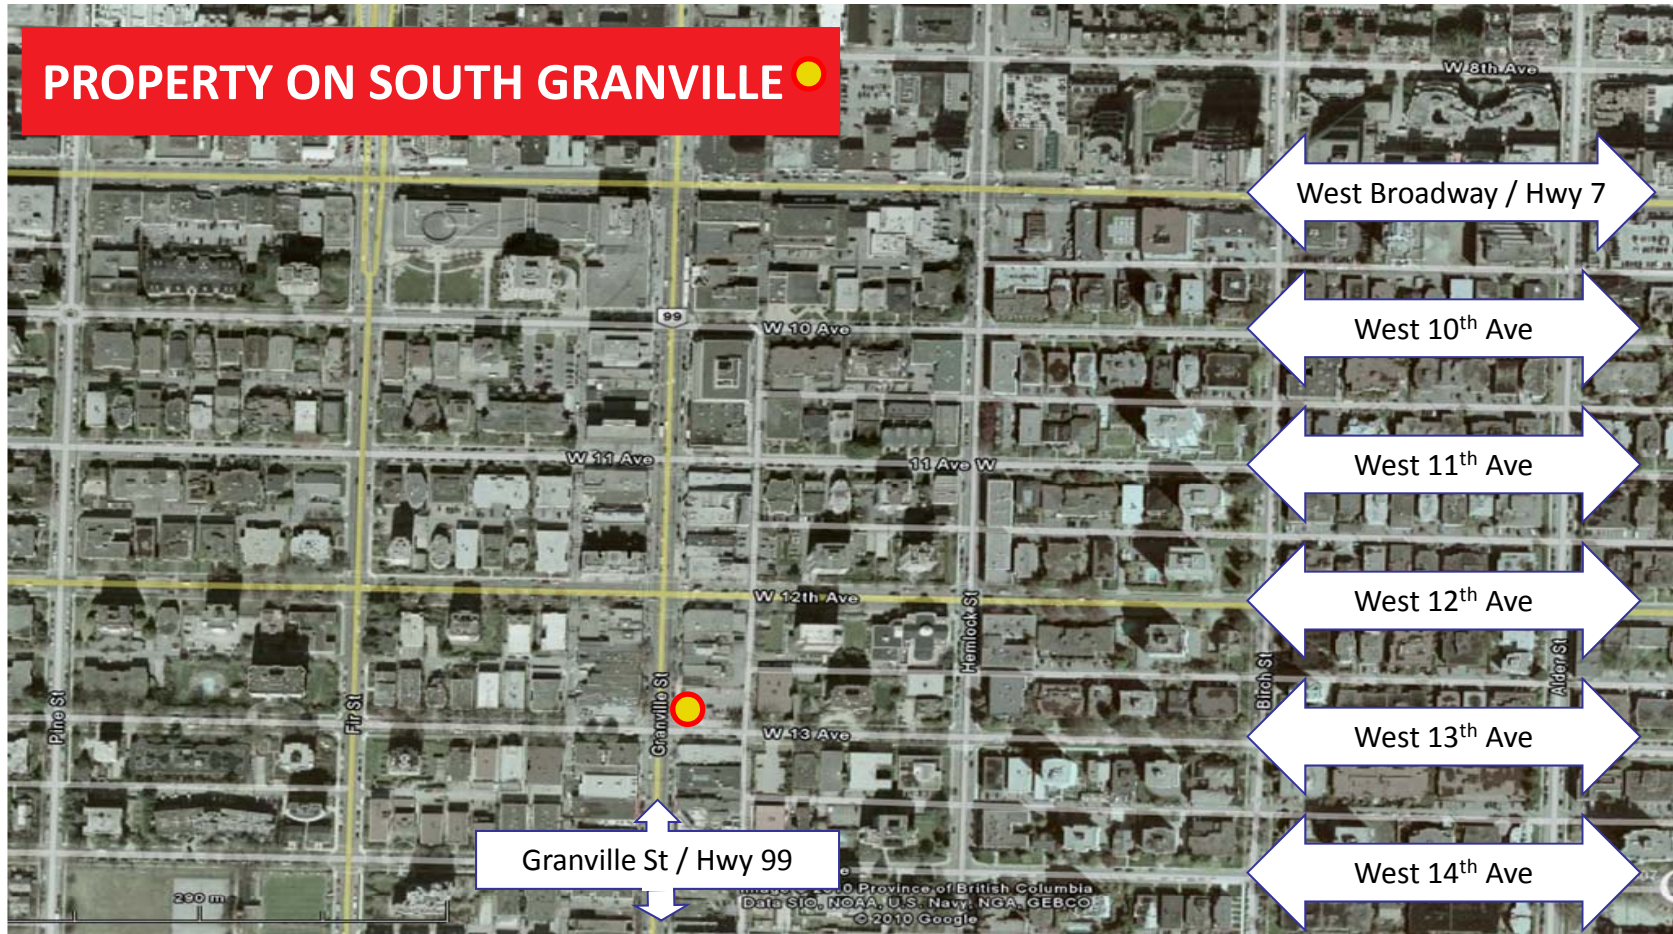 PROPERTY ON SOUTH GRANVILLE
W 8th Ave
West Broadway / Hwy 7
99
W 10 Ave
West 10th Ave
W 11 Ave
11 Ave W
West 11th Ave
W 12th Ave
West 12th Ave
Hemlock St
Birch St
Alder St
Pine St
Fir St
Granville St
W 13 Ave
West 13th Ave
Granville St / Hwy 99
West 14th Ave
290 m
2010 Province of British Columbia
Data SIO, NOAA, U.S. Navy, NGA, GEBCO
© 2010 Google